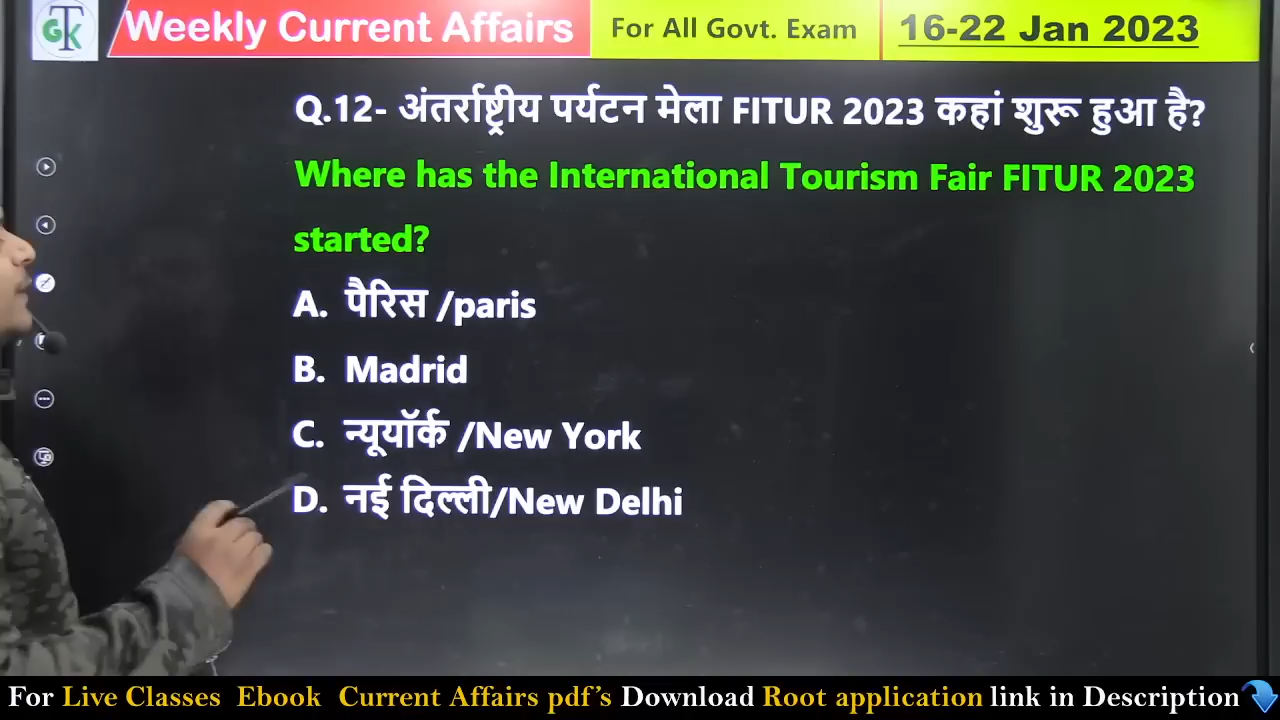 GTK
Weekly Current Affairs
For All Govt. Exam
16-22 Jan 2023
Q.12- अंतर्राष्ट्रीय पर्यटन मेला FITUR 2023 कहां शुरू हुआ है?
Where has the International Tourism Fair FITUR 2023
started?
A. पैरिस /paris
B. Madrid
C. न्यूयॉर्क /New York
D. नई दिल्ली/New Delhi
For Live Classes Ebook Current Affairs pdf's Download Root application link in Description